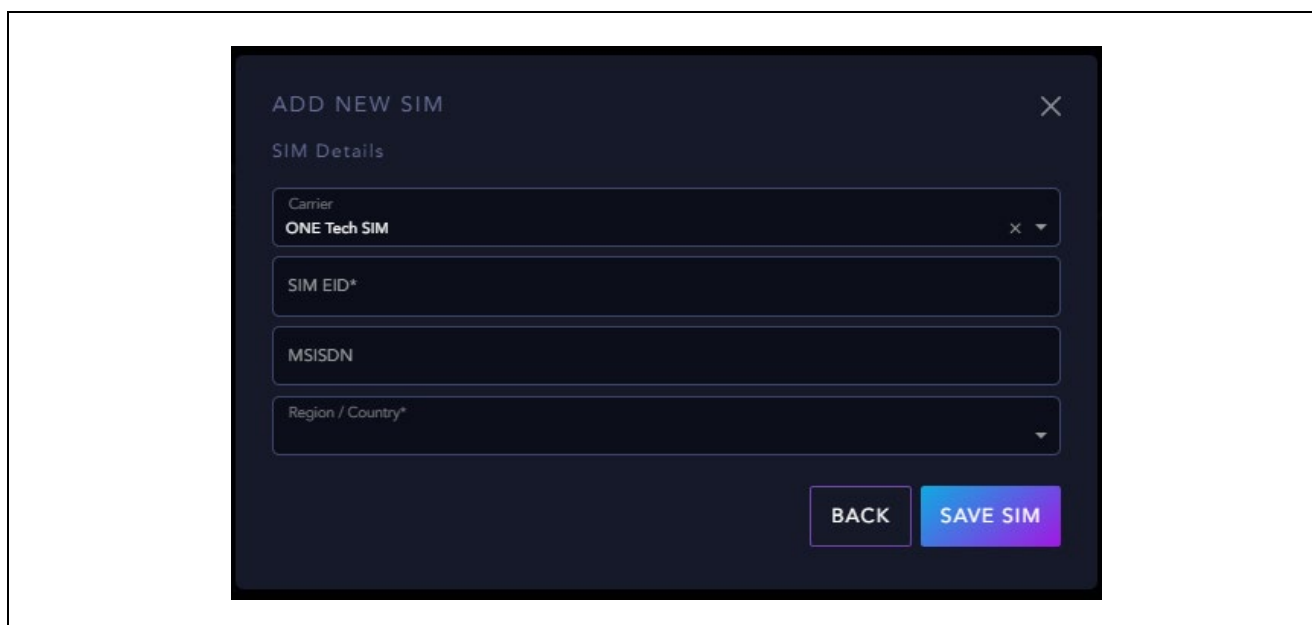 ADD NEW SIM
SIM Details
Carrier
ONE Tech SIM
SIM EID*
MSISDN
Region / Country*
BACK SAVE SIM